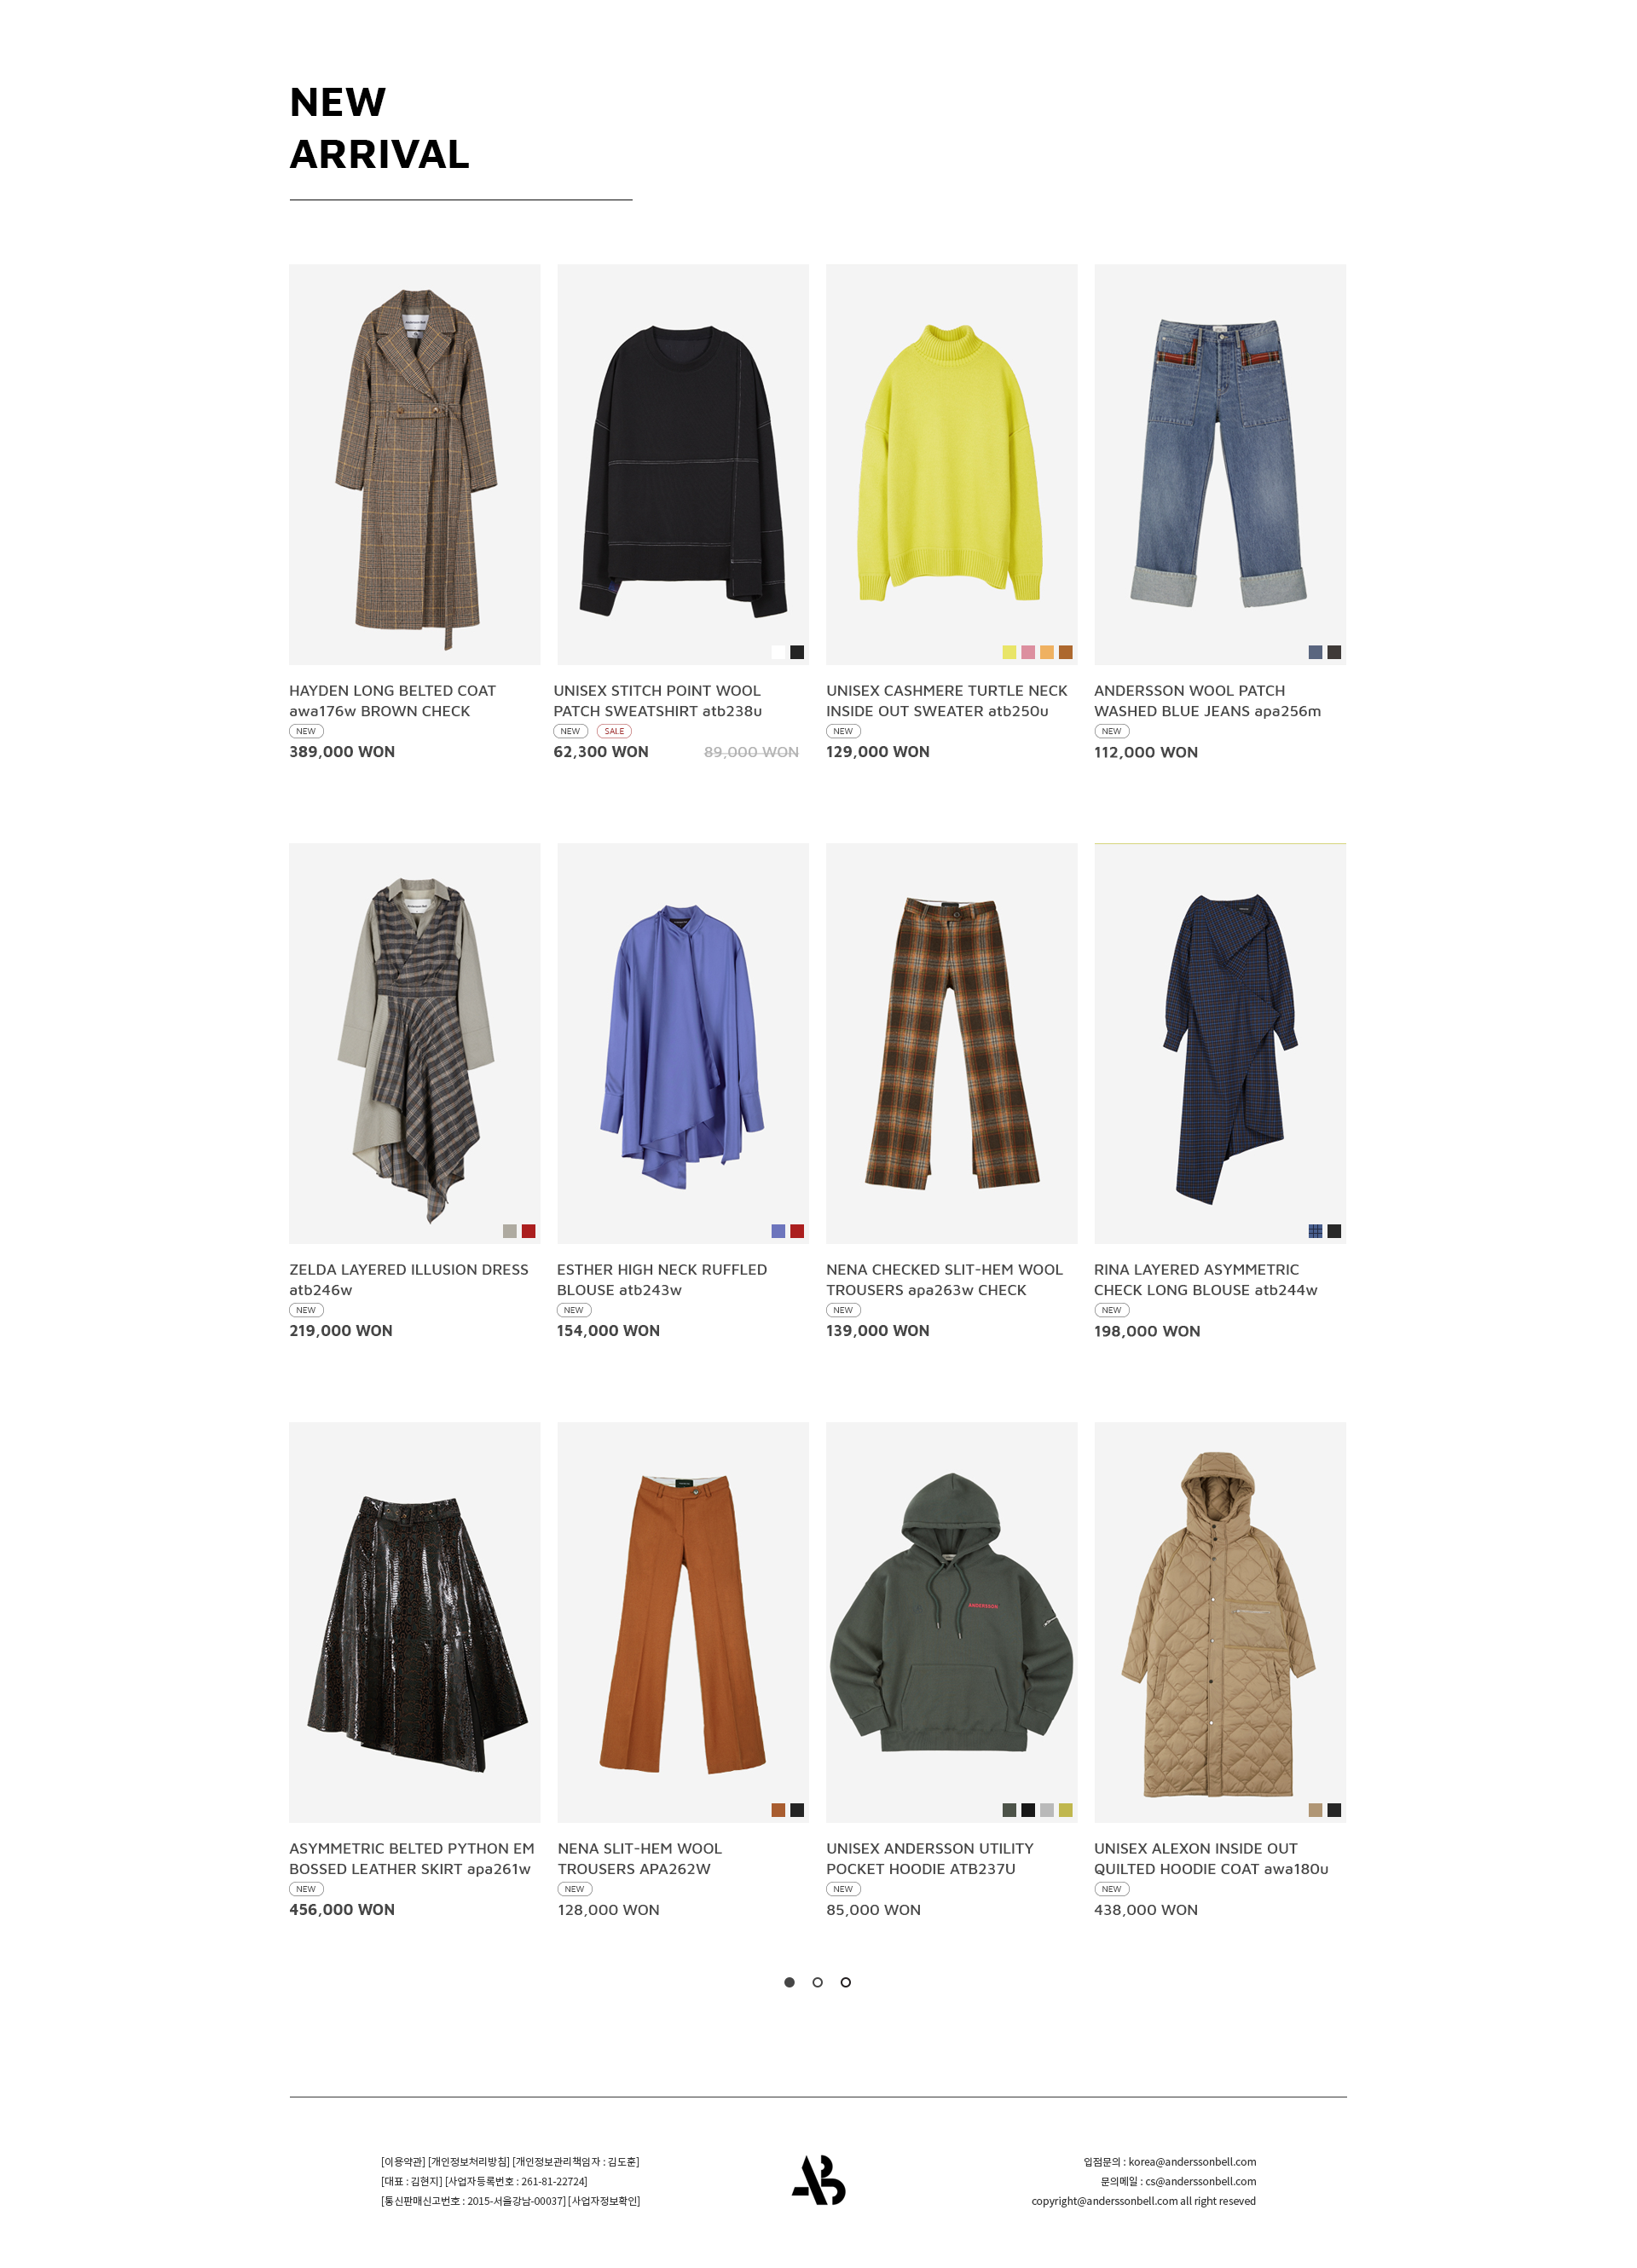 NEW
ARRIVAL
HAYDEN LONG BELTED COAT
awa176w BROWN CHECK
NEW
389,000 WON
UNISEX STITCH POINT WOOL
PATCH SWEATSHIRT atb238u
NEW SALE
62,300 WON 89,000 WON
UNISEX CASHMERE TURTLE NECK
INSIDE OUT SWEATER atb250u
NEW
129,000 WON
ANDERSSON WOOL PATCH
WASHED BLUE JEANS apa256m
NEW
112,000 WON
ZELDA LAYERED ILLUSION DRESS
atb246w
NEW
219,000 WON
ESTHER HIGH NECK RUFFLED
BLOUSE atb243w
NEW
154,000 WON
NENA CHECKED SLIT-HEM WOOL
TROUSERS apa263w CHECK
NEW
139,000 WON
RINA LAYERED ASYMMETRIC
CHECK LONG BLOUSE atb244w
NEW
198,000 WON
ANDERSSON
ASYMMETRIC BELTED PYTHON EM
BOSSED LEATHER SKIRT apa261w
NEW
456,000 WON
NENA SLIT-HEM WOOL
TROUSERS APA262W
NEW
128,000 WON
UNISEX ANDERSSON UTILITY
POCKET HOODIE ATB237U
NEW
85,000 WON
UNISEX ALEXON INSIDE OUT
QUILTED HOODIE COAT awa180u
NEW
438,000 WON
[이용약관] [개인정보처리방침] [개인정보관리책임자 : 김도훈]
[대표 : 김현지] [사업자등록번호 : 261-81-22724]
[통신판매신고번호 : 2015-서울강남-00037] [사업자정보확인]
AB
입점문의 : korea@anderssonbell.com
문의메일 : cs@anderssonbell.com
copyright@anderssonbell.com all right reseved